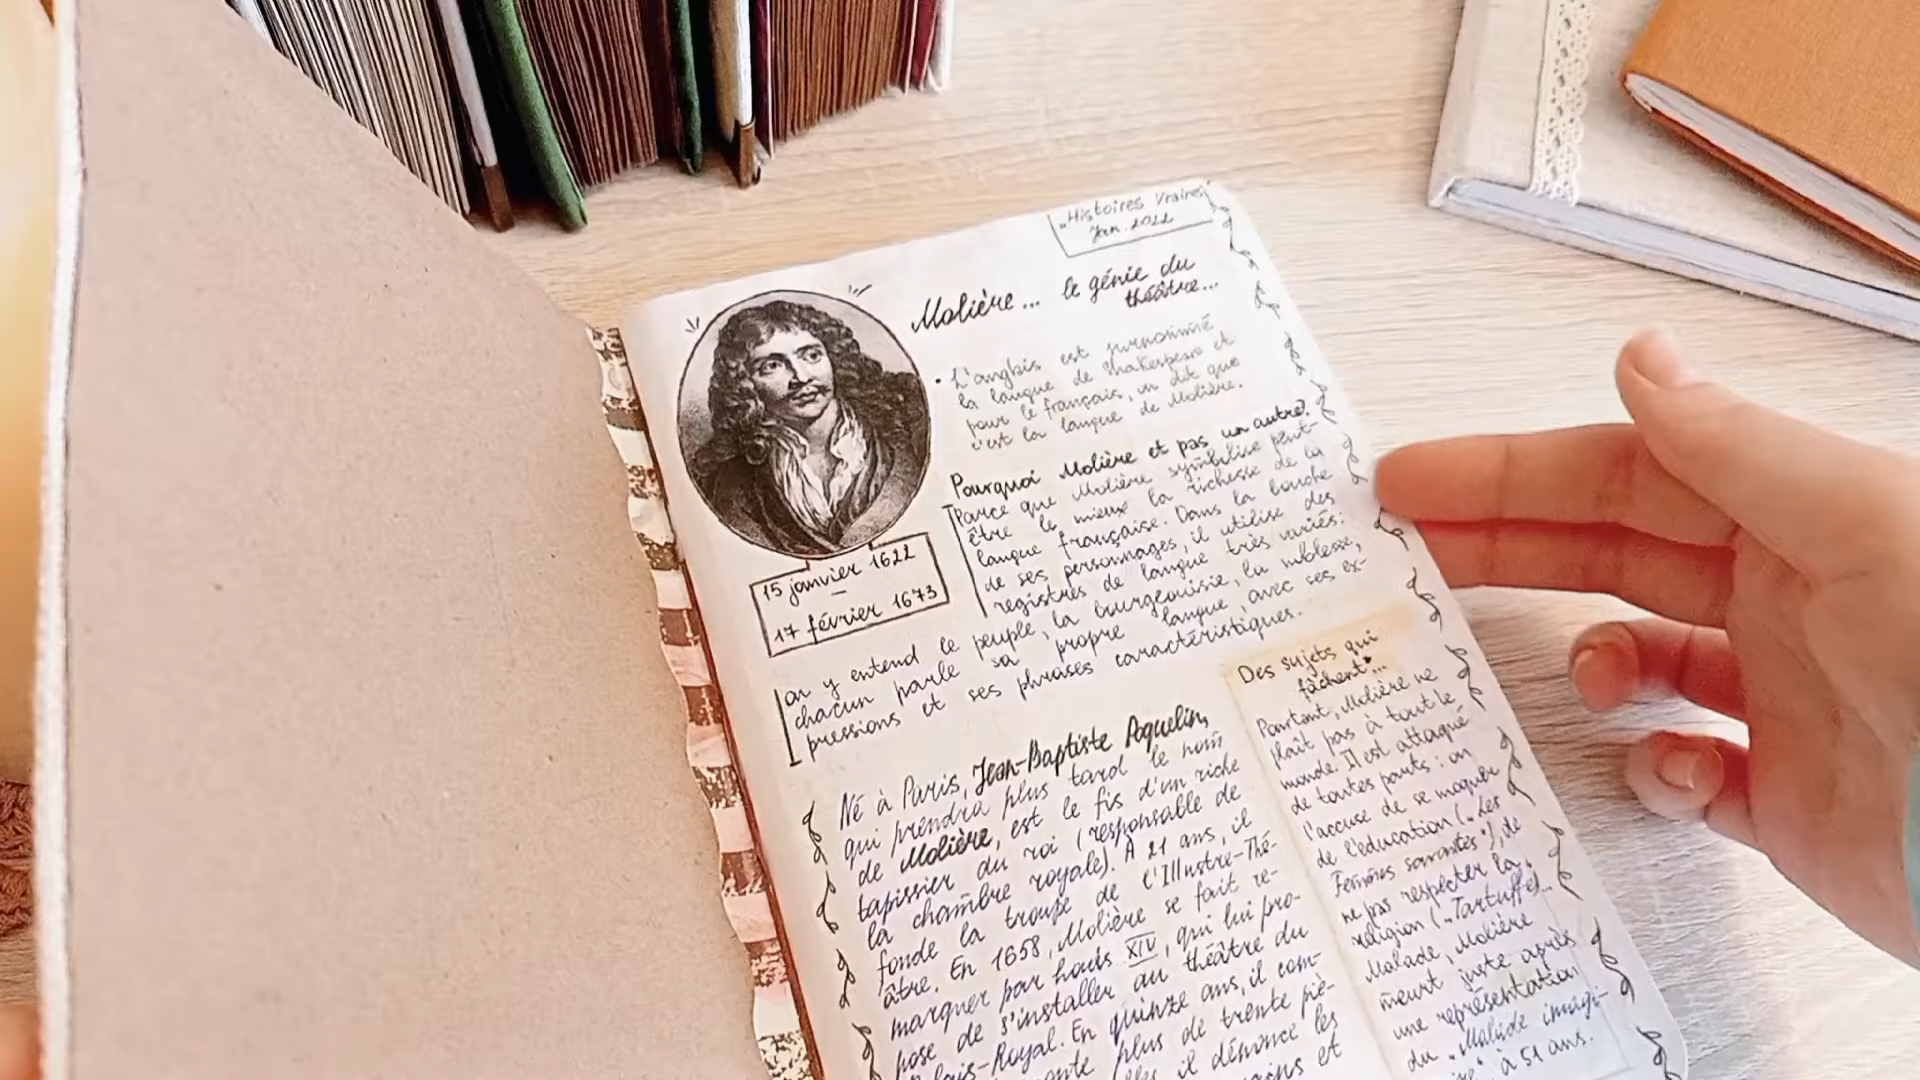 „Histoires Vraies"
Jan. 2022
Molière... le génie du
théâtre...
• L'anglais est surnommé
la langue de Shakespeare et
pour le français, on dit que
c'est la langue de Molière.
Pourquoi Molière et pas un autre?
Parce que Molière symbolise peut-
être le mieux la richesse de la
langue française. Dans la bouche
de ses personnages, il utilise des
registres de langue très variés:
on y entend le peuple, la bourgeoisie, la noblesse,
chacun parle sa propre langue, avec ses ex-
pressions et ses phrases caractéristiques.
15 janvier 1622
–
17 février 1673
Né à Paris, Jean-Baptiste Poquelin,
qui prendra plus tard le nom
de Molière, est le fils d'un riche
tapissier du roi (responsable de
la chambre royale). À 21 ans, il
fonde la troupe de l'Illustre-Thé-
âtre. En 1658, Molière se fait re-
marquer par Louis XIV, qui lui pro-
pose de s'installer au théâtre du
Palais-Royal. En quinze ans, il com-
plus de trente piè-
il dénonce les
et
Des sujets qui
fâchent...
Pourtant, Molière ne
plaît pas à tout le
monde. Il est attaqué
de toutes parts: on
l'accuse de se moquer
de l'éducation („Les
Femmes savantes"), de
ne pas respecter la
religion („Tartuffe")...
Malade, Molière
meurt juste après
une représentation
du „Malade imagi-
à 51 ans.